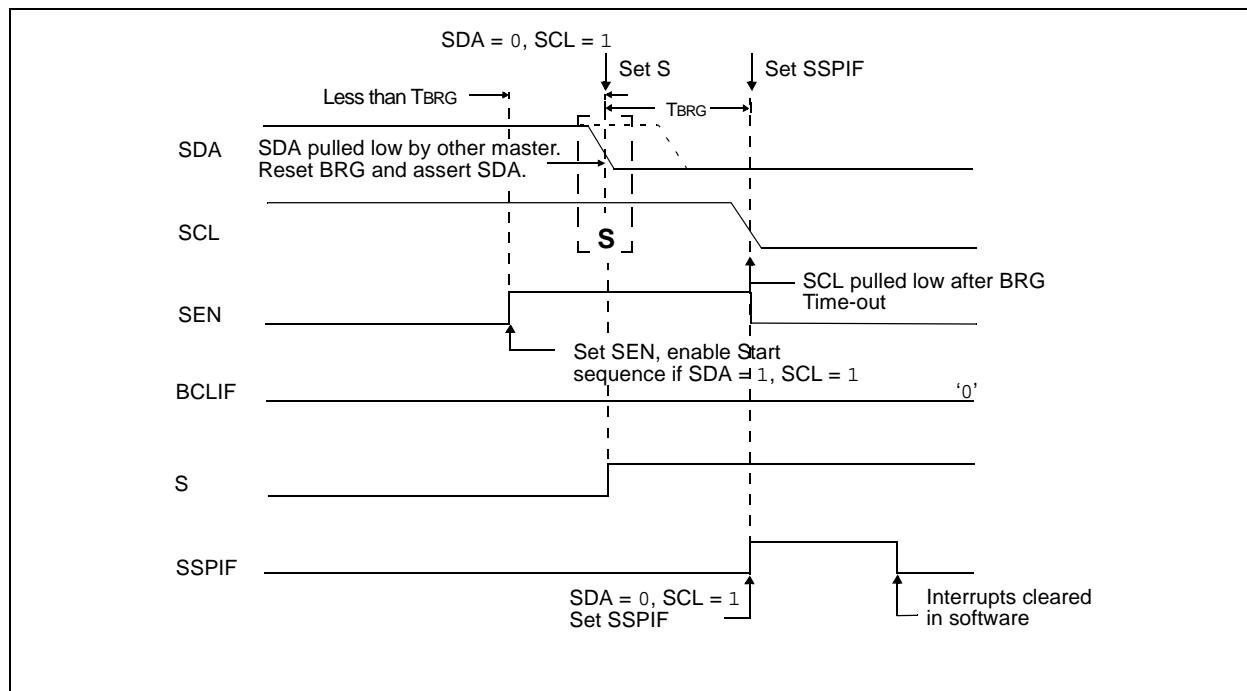 SDA = 0, SCL = 1
Set S
Set SSPIF
Less than TBRG
TBRG
SDA
SDA pulled low by other master.
Reset BRG and assert SDA.
SCL
S
SCL pulled low after BRG
Time-out
SEN
Set SEN, enable Start
sequence if SDA = 1, SCL = 1
BCLIF
‘0’
S
SSPIF
SDA = 0, SCL = 1
Set SSPIF
Interrupts cleared
in software